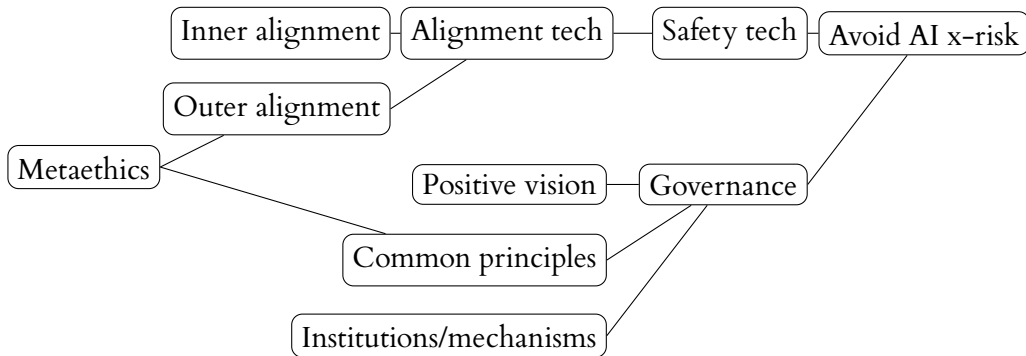 Inner alignment
Alignment tech
Safety tech
Avoid AI x-risk
Outer alignment
Metaethics
Positive vision
Governance
Common principles
Institutions/mechanisms